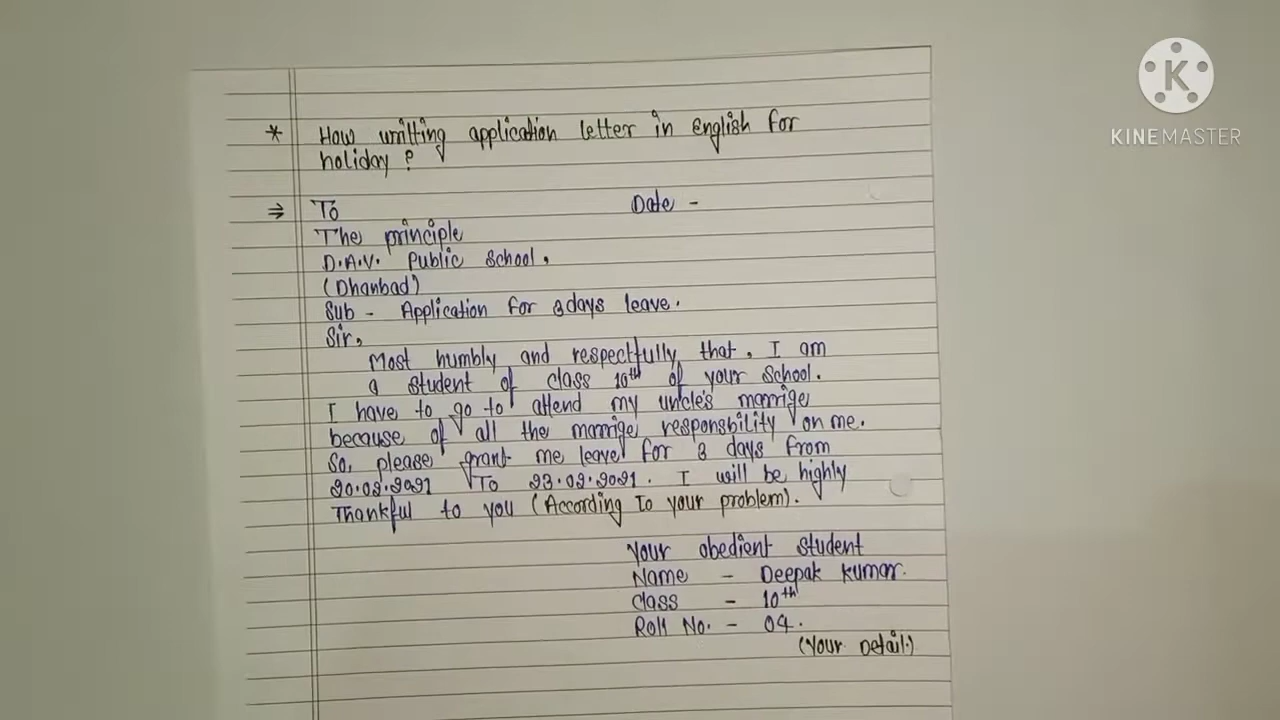 * How writting application letter in english for
holiday ?
⇒ To Date -
The principle
D.A.V. Public School.
(Dhanbad)
Sub - Application for 3days leave.
Sir,
Most humbly and respectfully that, I am
a student of class 10th of your School.
I have to go to attend my uncle's marrige
because of all the marrige responsbility on me.
So, please grant me leave for 3 days from
20.02.2021 To 23.02.2021. I will be highly
Thankful to you (According To your problem).
Your obedient student
Name - Deepak kumar.
Class - 10th
Roll No. - 04.
(Your Detail.)
K
KINEMASTER